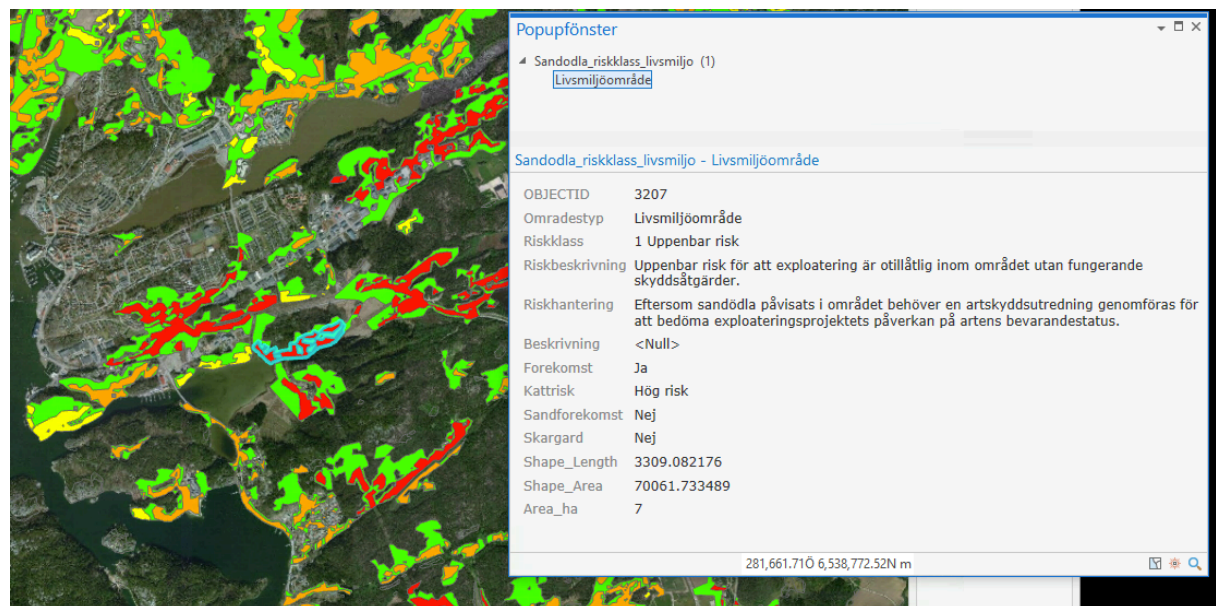 Popupfönster
Sandodla_riskklass_livsmiljo (1)
Livsmiljöområde
Sandodla_riskklass_livsmiljo - Livsmiljöområde
OBJECTID 3207
Omradestyp Livsmiljöområde
Riskklass 1 Uppenbar risk
Riskbeskrivning Uppenbar risk för att exploatering är otillåtlig inom området utan fungerande
skyddsåtgärder.
Riskhantering Eftersom sandödla påvisats i området behöver en artskyddsutredning genomföras för
att bedöma exploateringsprojektets påverkan på artens bevarandestatus.
Beskrivning <Null>
Forekomst Ja
Kattrisk Hög risk
Sandforekomst Nej
Skargard Nej
Shape_Length 3309.082176
Shape_Area 70061.733489
Area_ha 7
281,661.71Ö 6,538,772.52N m